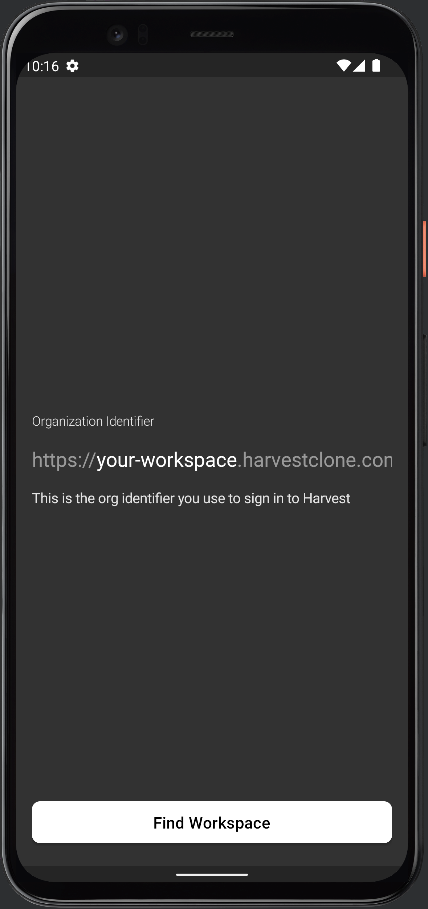 10:16
Organization Identifier
https://your-workspace.harvestclone.con
This is the org identifier you use to sign in to Harvest
Find Workspace